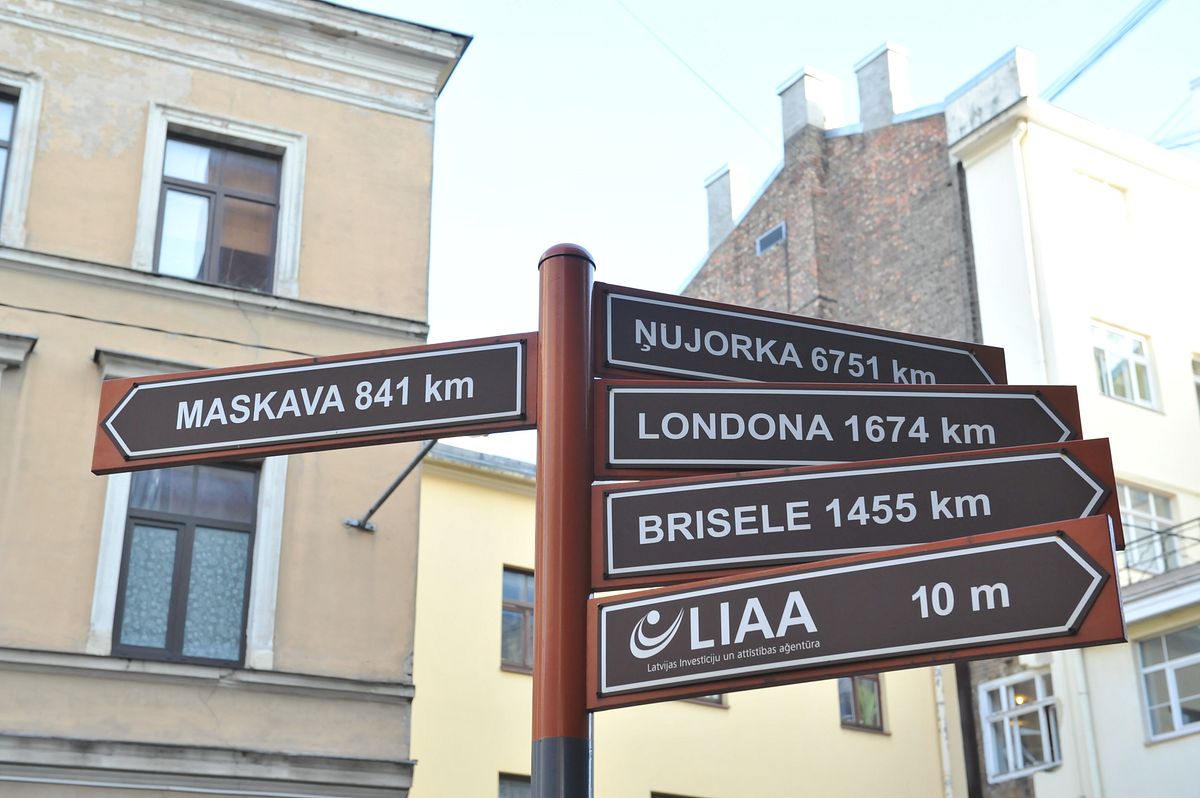 MASKAVA 841 km
ŅUJORKA 6751 km
LONDONA 1674 km
BRISELE 1455 km
LIAA 10 m
Latvijas Investīciju un attīstības aģentūra